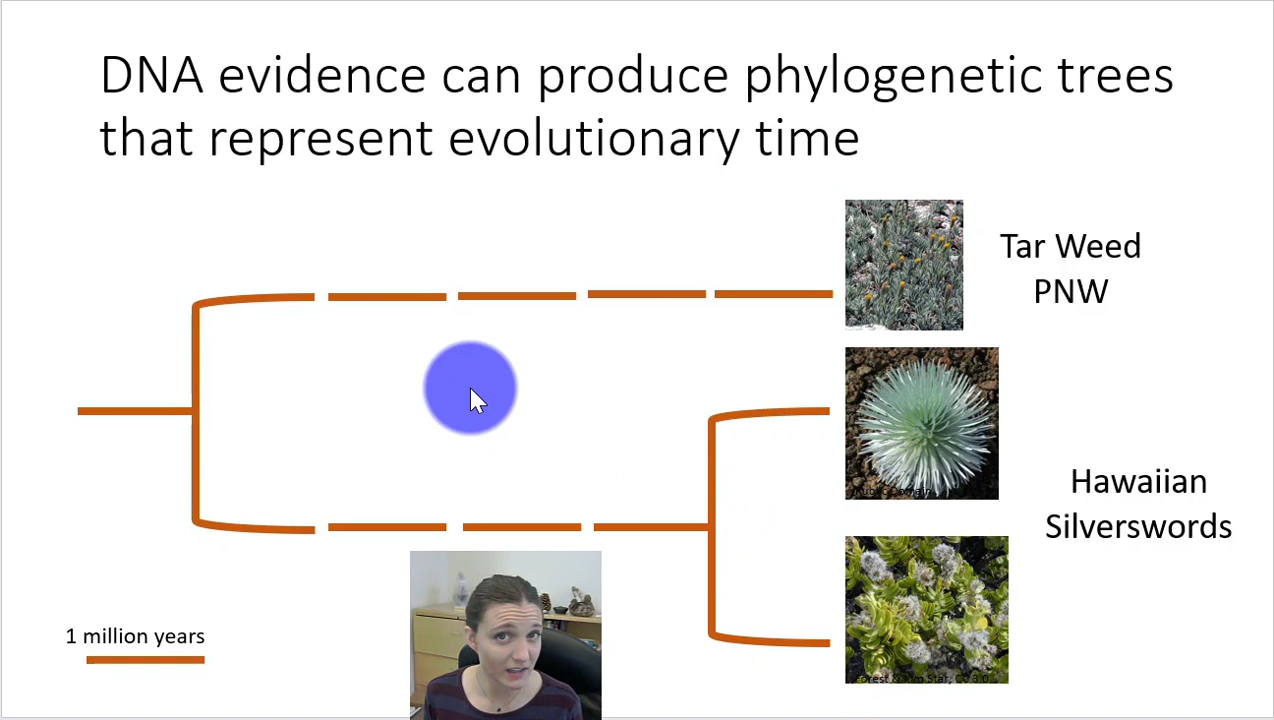 DNA evidence can produce phylogenetic trees
that represent evolutionary time
Tar Weed
PNW
Hawaiian
Silverswords
1 million years